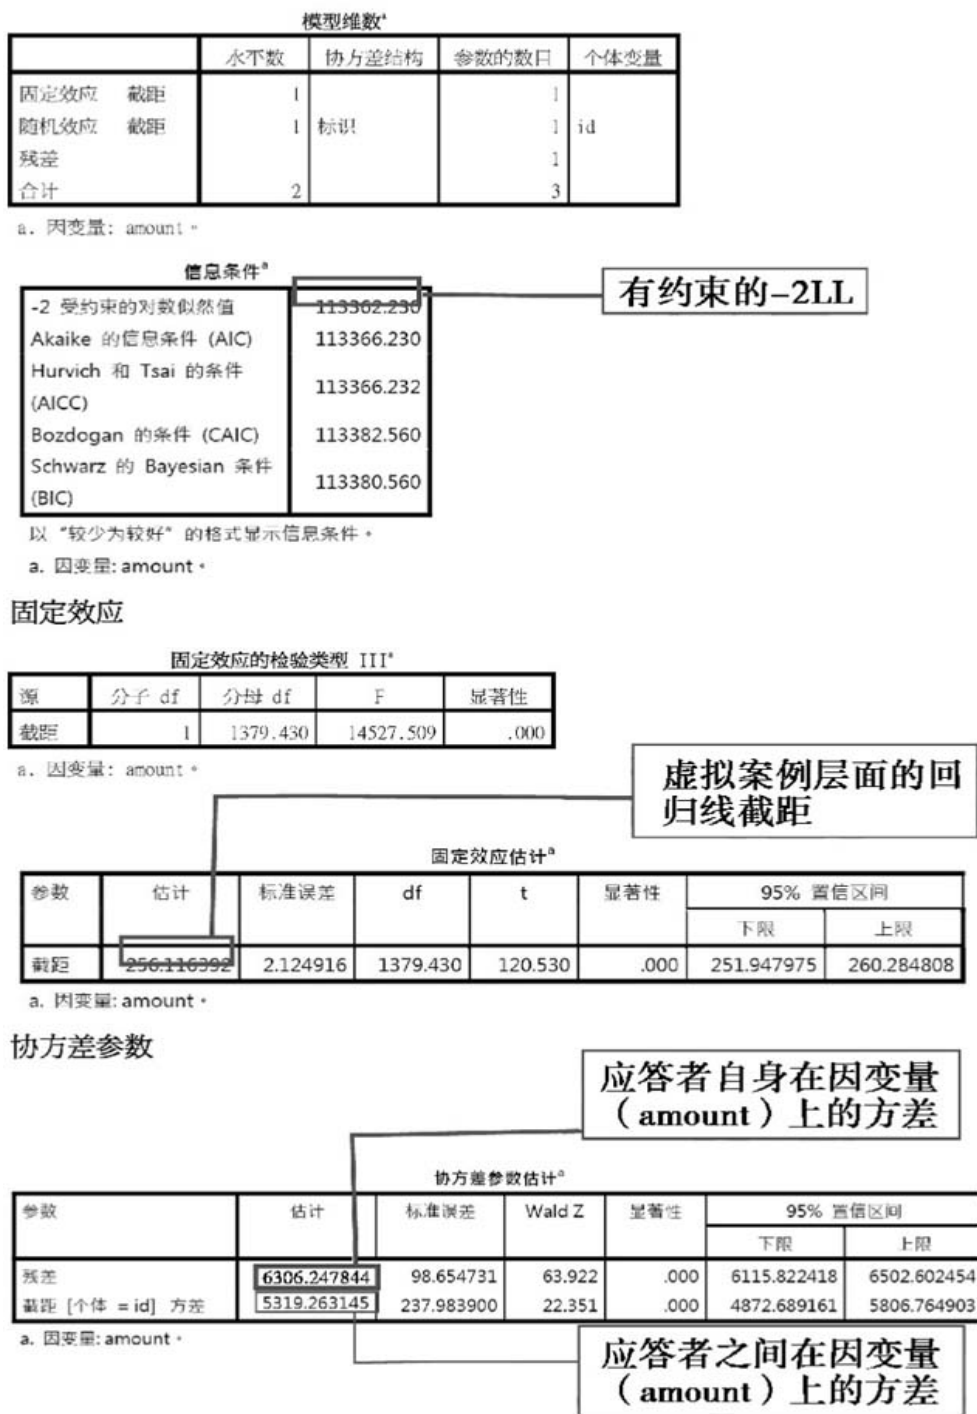 模型维数a
水平数 协方差结构 参数的数目 个体变量
固定效应 截距 1 1
随机效应 截距 1 标识 1 id
残差 1
合计 2 3
a. 因变量: amount。
信息条件a
-2 受约束的对数似然值 113362.230
Akaike 的信息条件 (AIC) 113366.230
Hurvich 和 Tsai 的条件
(AICC) 113366.232
Bozdogan 的条件 (CAIC) 113382.560
Schwarz 的 Bayesian 条件
(BIC) 113380.560
有约束的-2LL
以“较少为较好”的格式显示信息条件。
a. 因变量: amount。
固定效应
固定效应的检验类型 III a
源 分子 df 分母 df F 显著性
截距 1 1379.430 14527.509 .000
a. 因变量: amount。
虚拟案例层面的回
归线截距
固定效应估计a
参数 估计 标准误差 df t 显著性 95% 置信区间
下限 上限
截距 256.116392 2.124916 1379.430 120.530 .000 251.947975 260.284808
a. 因变量: amount。
协方差参数
应答者自身在因变量
（amount）上的方差
协方差参数估计a
参数 估计 标准误差 Wald Z 显著性 95% 置信区间
下限 上限
残差 6306.247844 98.654731 63.922 .000 6115.822418 6502.602454
截距 [个体 = id] 方差 5319.263145 237.983900 22.351 .000 4872.689161 5806.764903
a. 因变量: amount。
应答者之间在因变量
（amount）上的方差